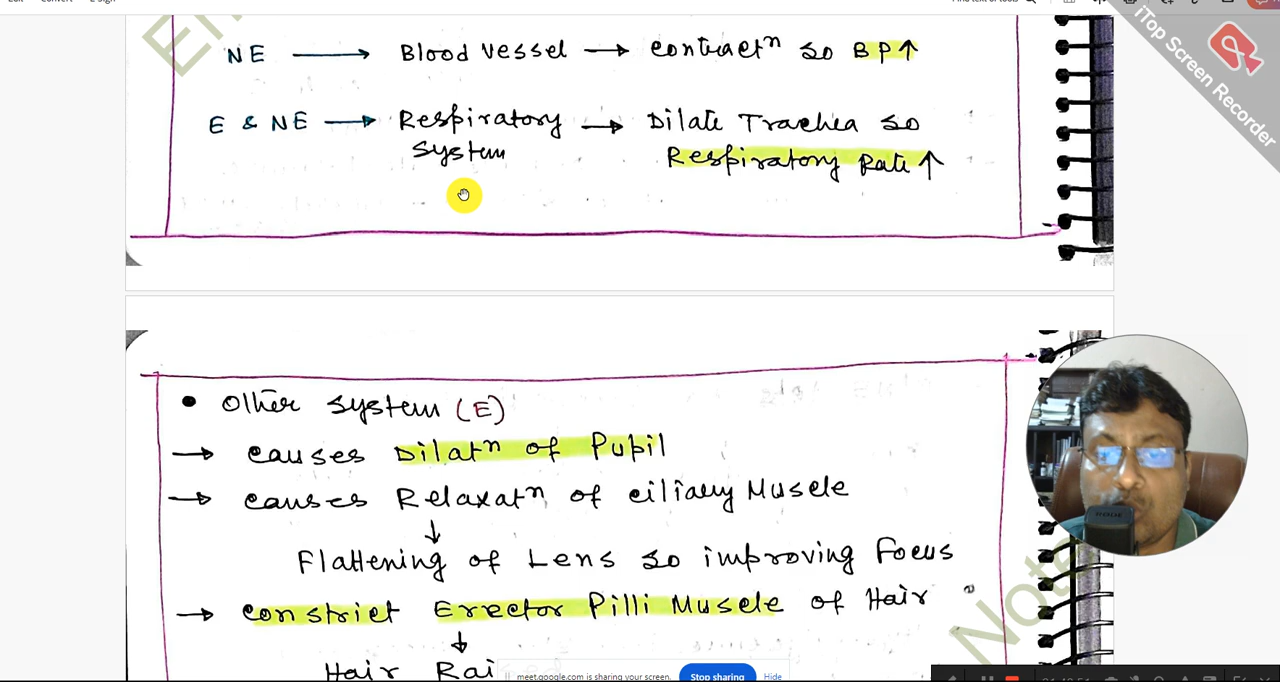 NE → Blood Vessel → contractⁿ so BP↑
E & NE → Respiratory System → Dilate Trachea so Respiratory Rate ↑
• Other System (E)
→ causes Dilatⁿ of Pupil
→ causes Relaxatⁿ of ciliary Muscle
↓
Flattening of Lens so improving Focus
→ constrict Erector Pilli Muscle of Hair
↓
Hair Rai
iTop Screen Recorder
Note
meet.google.com is sharing your screen.
Stop sharing
Hide